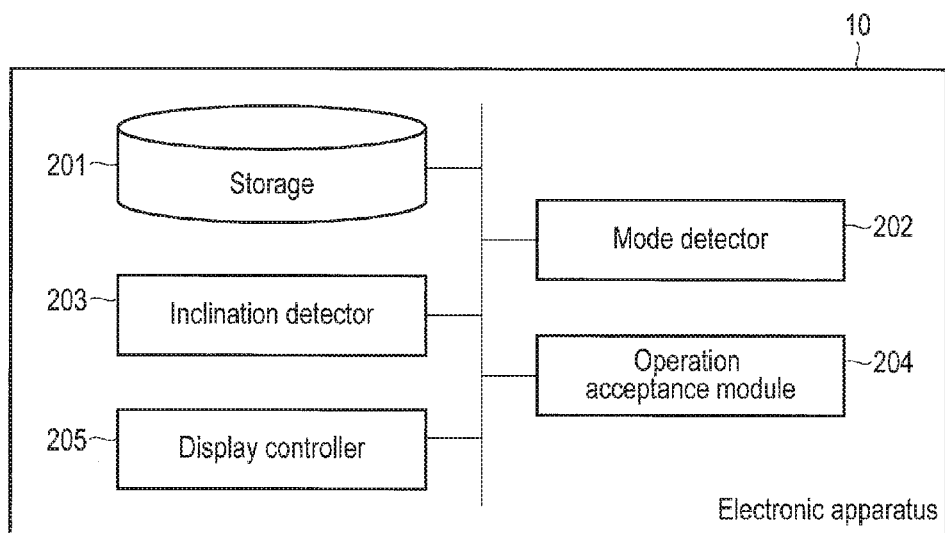 10
201
Storage
Mode detector
202
203
Inclination detector
Operation
acceptance module
204
205
Display controller
Electronic apparatus